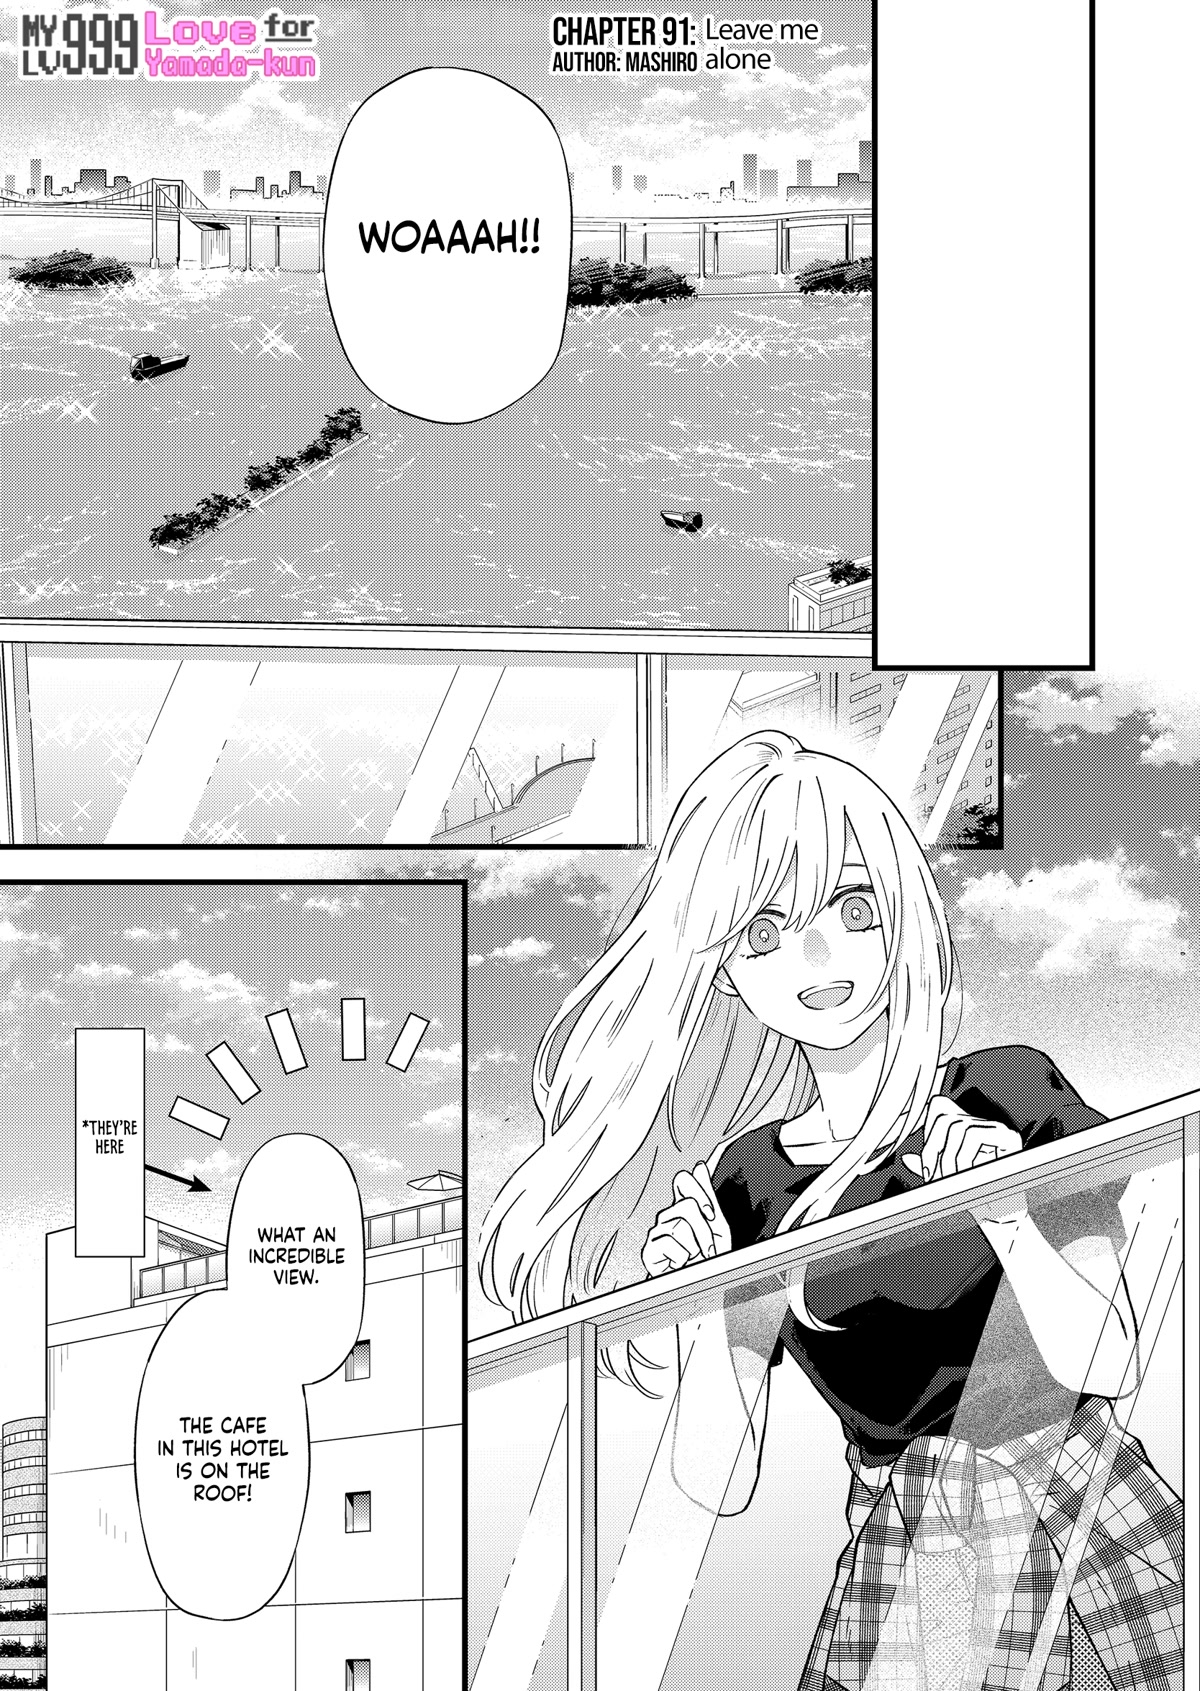 MY LV999 Love for Yamada-kun
CHAPTER 91: Leave me alone
AUTHOR: MASHIRO
WOAAAH!!
*THEY'RE
HERE
WHAT AN
INCREDIBLE
VIEW.
THE CAFE
IN THIS HOTEL
IS ON THE
ROOF!